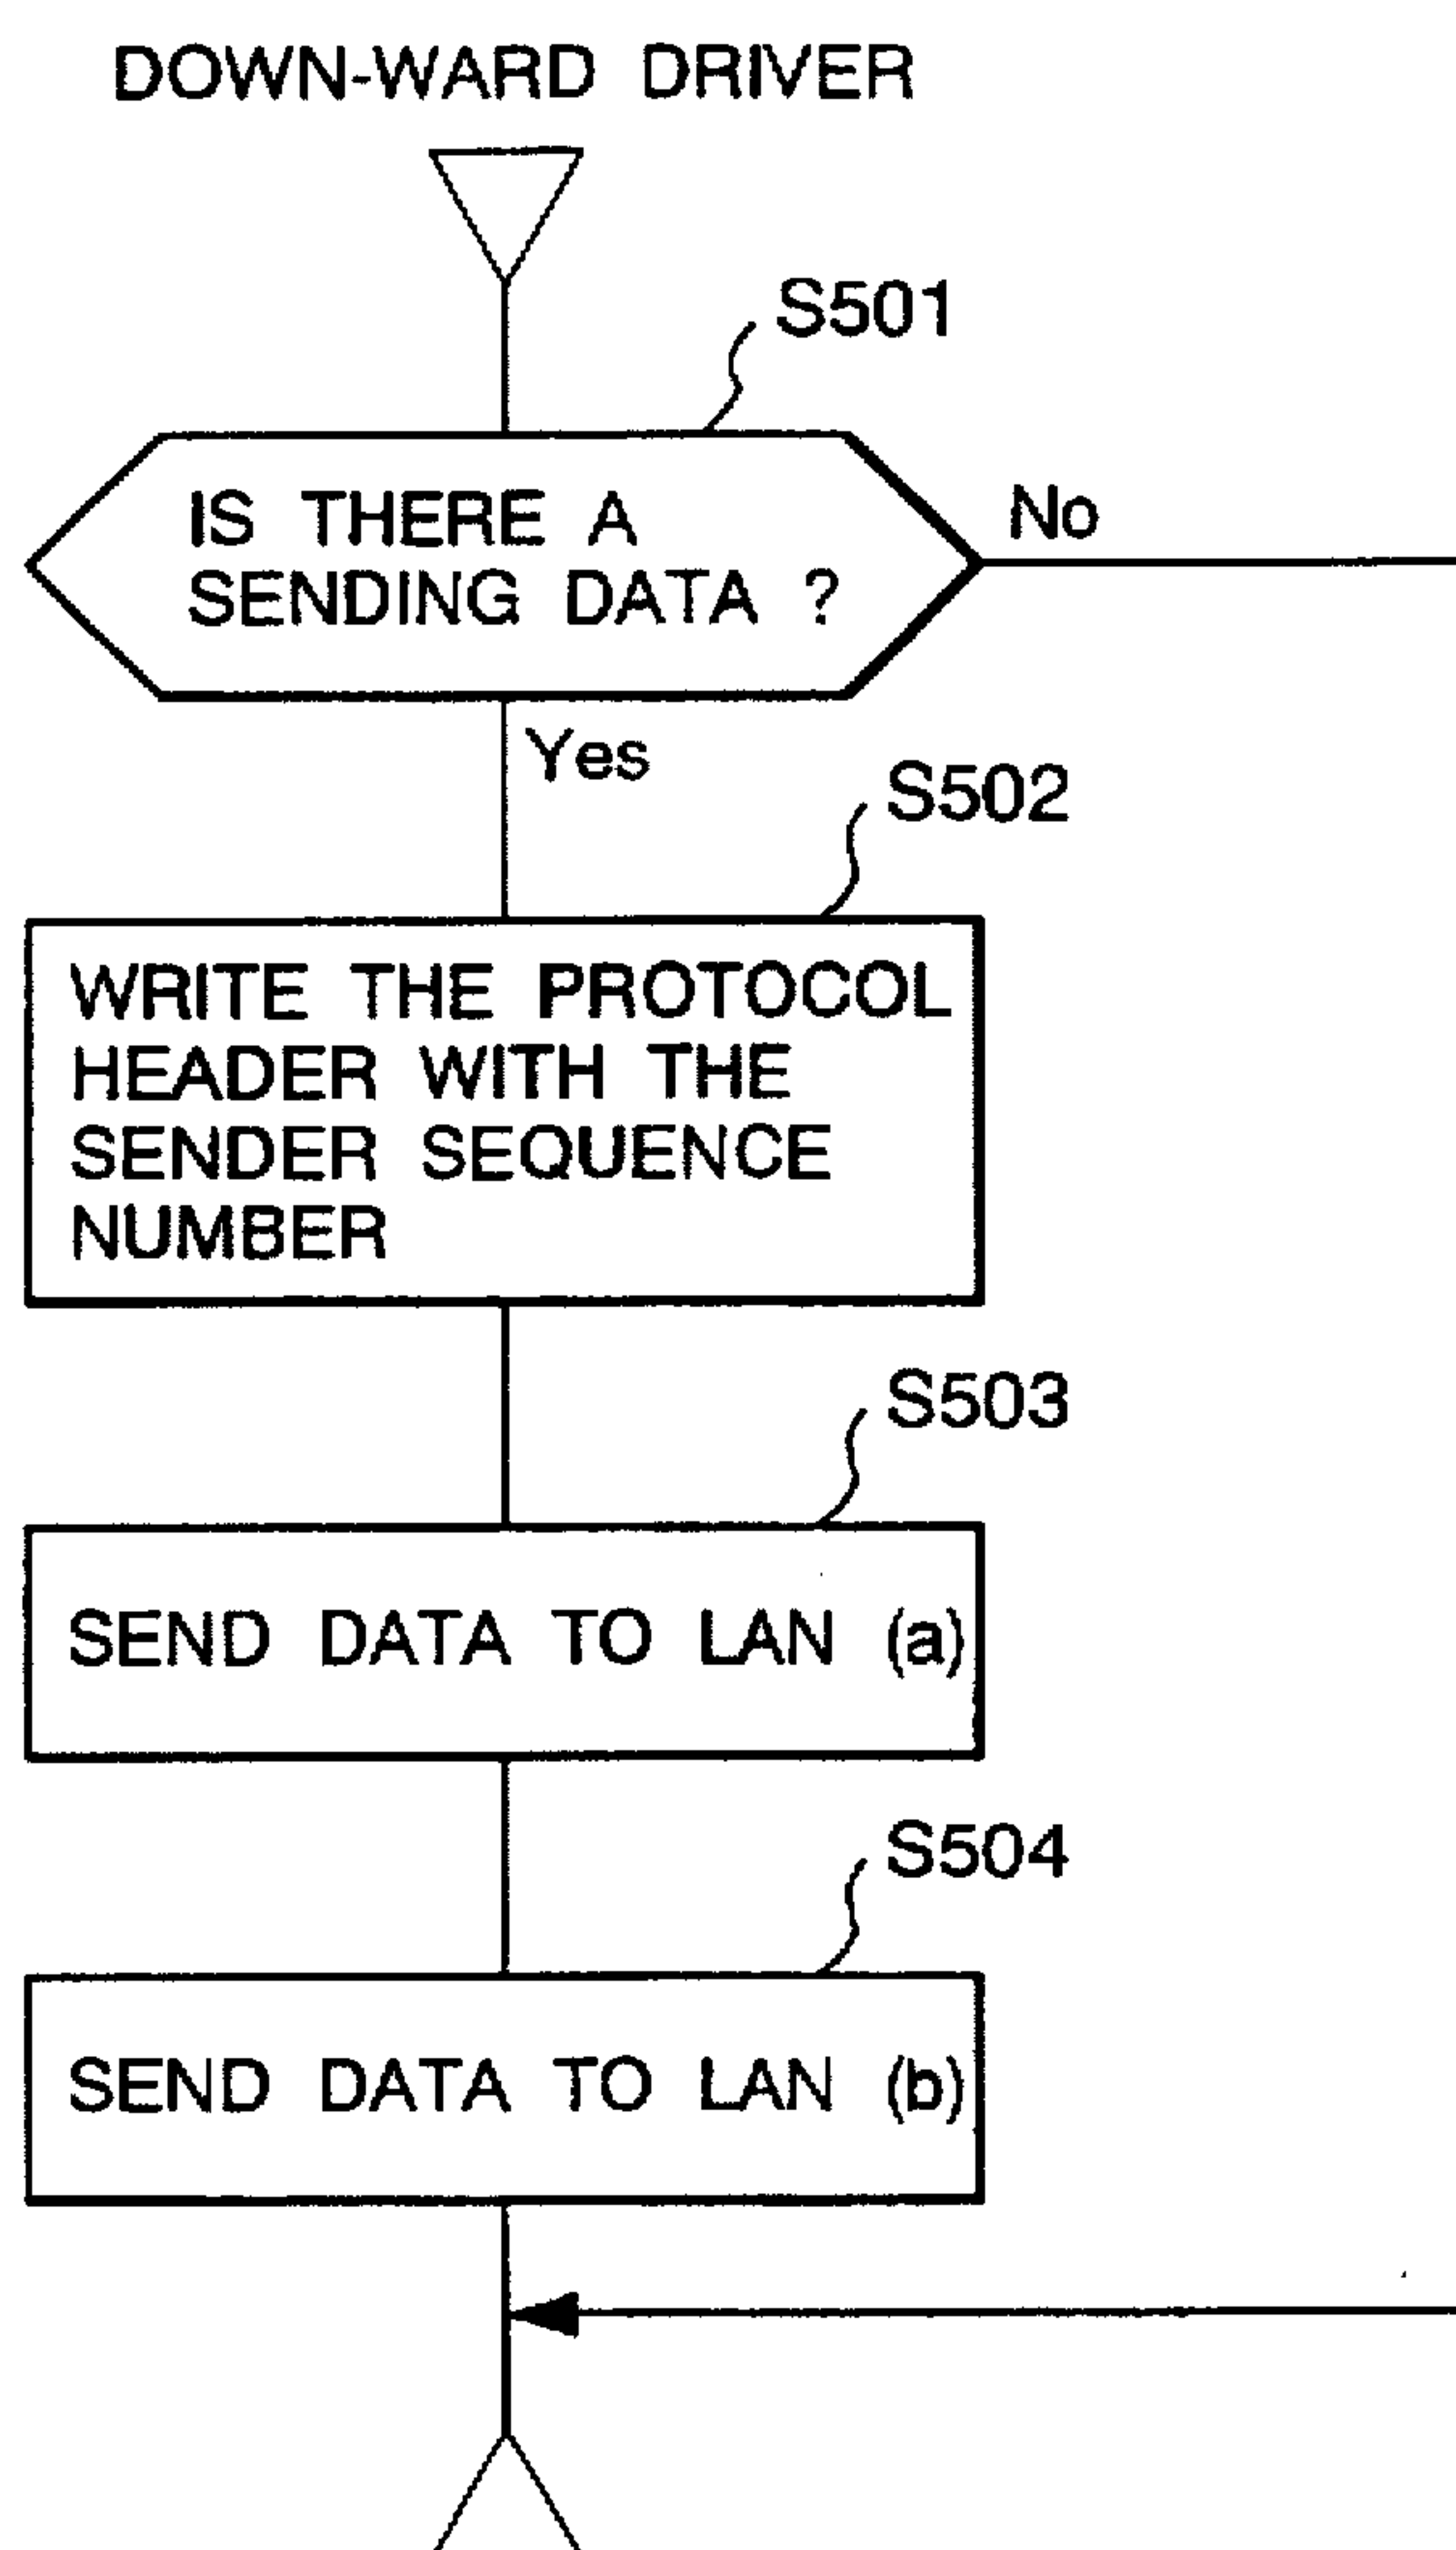 DOWN-WARD DRIVER
S501
IS THERE A
SENDING DATA ?
No
Yes
S502
WRITE THE PROTOCOL
HEADER WITH THE
SENDER SEQUENCE
NUMBER
S503
SEND DATA TO LAN (a)
S504
SEND DATA TO LAN (b)